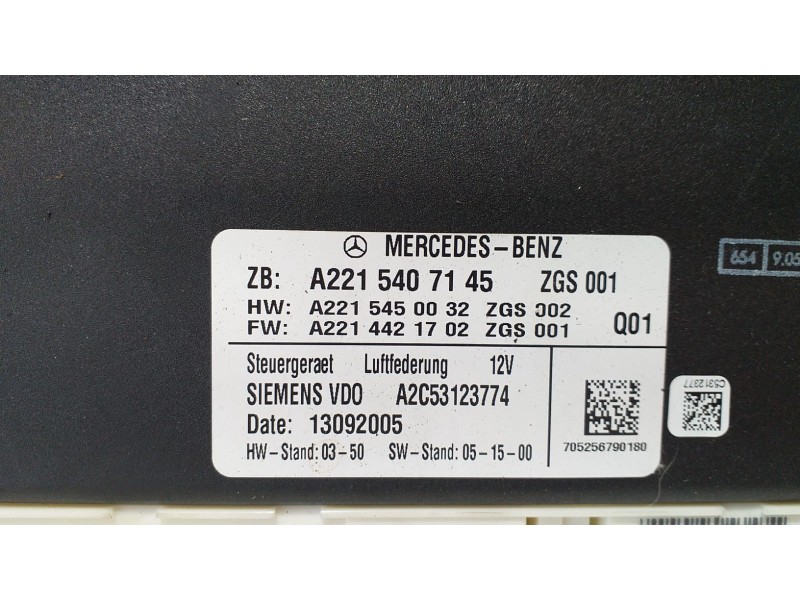 MERCEDES-BENZ
ZB: A221 540 71 45 ZGS 001
HW: A221 545 00 32 ZGS 002
FW: A221 442 17 02 ZGS 001 Q01
Steuergeraet Luftfederung 12V
SIEMENS VDO A2C53123774
Date: 13092005
HW-Stand: 03-50 SW-Stand: 05-15-00
705256790180
C5312377
654 9.05